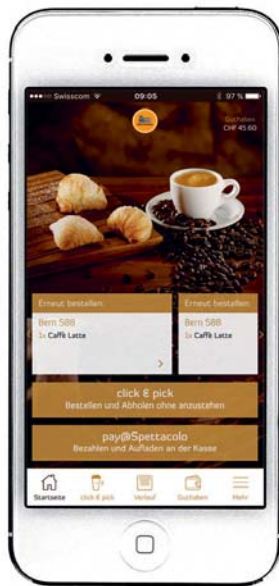 Swisscom 09:05 97 %
Guthaben
CHF 45.60
Erneut bestellen Erneut bestellen
Bern SBB Bern SBB
1x Caffè Latte 1x Caffè Latte
click & pick
Bestellen und Abholen ohne anzustehen
pay@Spettacolo
Bezahlen und Aufladen an der Kasse
Startseite click & pick Verlauf Guthaben Mehr